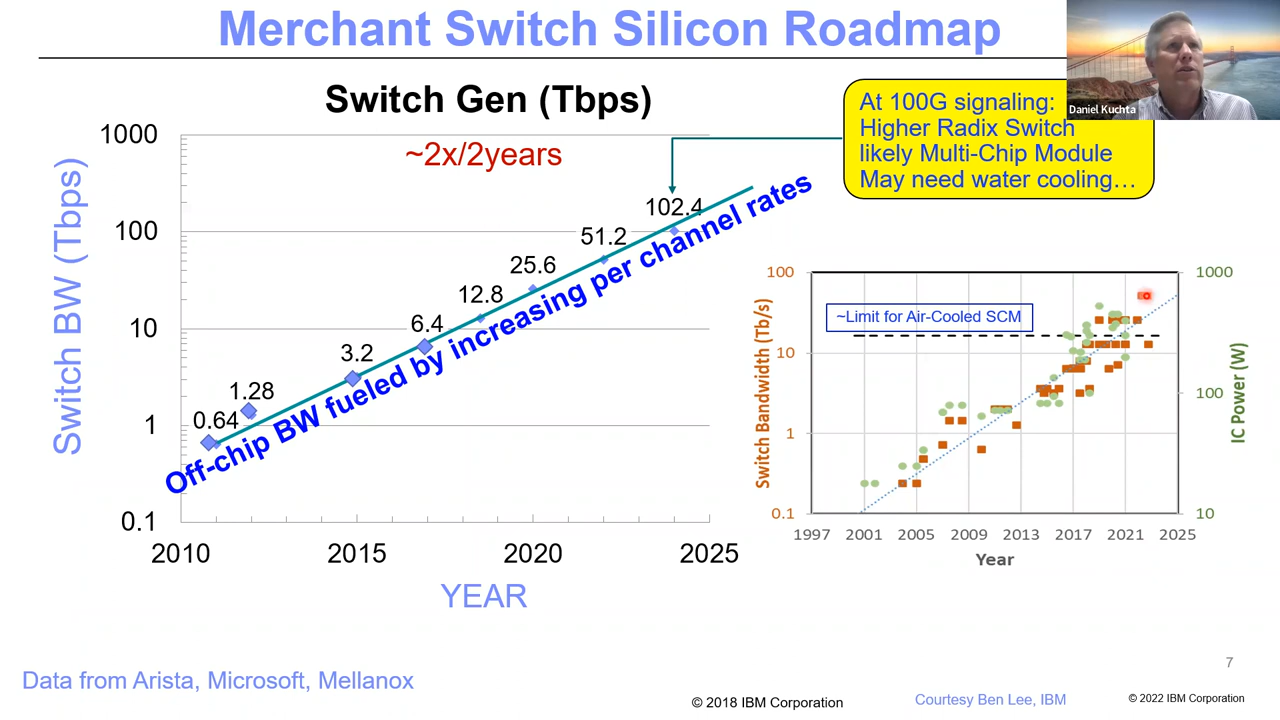 Merchant Switch Silicon Roadmap
Daniel Kuchta
Switch Gen (Tbps)
~2x/2years
At 100G signaling:
Higher Radix Switch
likely Multi-Chip Module
May need water cooling…
Switch BW (Tbps)
1000
100
10
1
0.1
0.64
1.28
3.2
6.4
12.8
25.6
51.2
102.4
Off-chip BW fueled by increasing per channel rates
2010
2015
2020
2025
YEAR
Switch Bandwidth (Tb/s)
100
10
1
0.1
~Limit for Air-Cooled SCM
1000
100
10
IC Power (W)
1997
2001
2005
2009
2013
2017
2021
2025
Year
7
Data from Arista, Microsoft, Mellanox
© 2018 IBM Corporation
Courtesy Ben Lee, IBM
© 2022 IBM Corporation